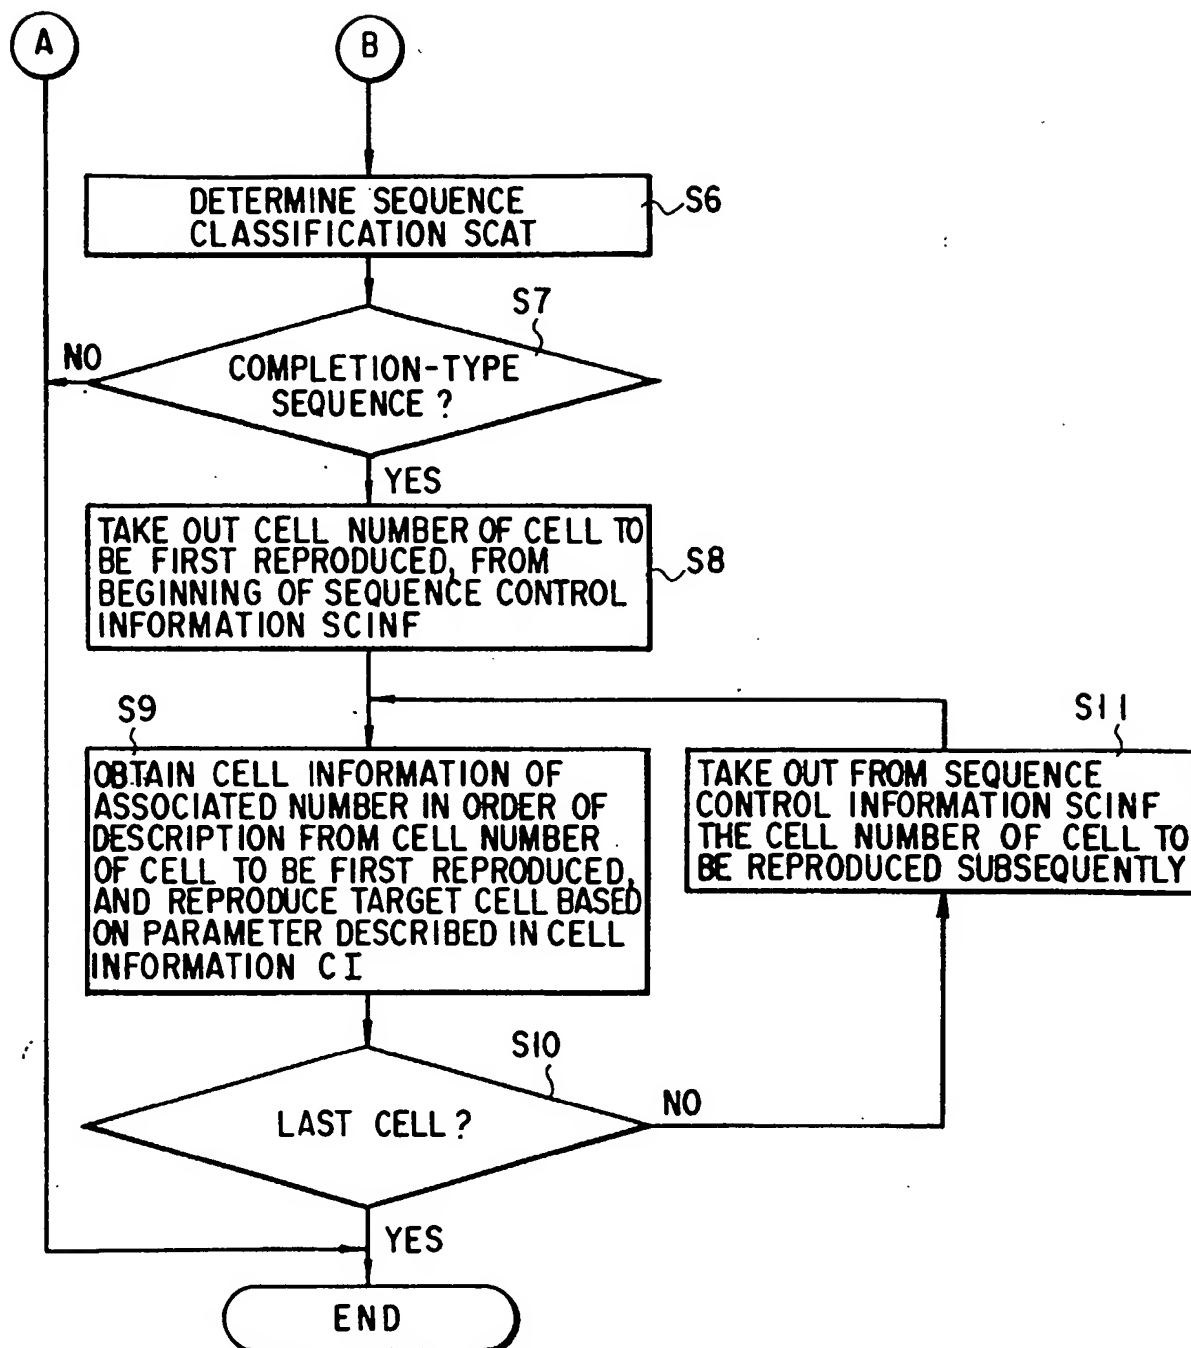 A
B
DETERMINE SEQUENCE
CLASSIFICATION SCAT
S6
S7
NO
COMPLETION-TYPE
SEQUENCE ?
YES
TAKE OUT CELL NUMBER OF CELL TO
BE FIRST REPRODUCED, FROM
BEGINNING OF SEQUENCE CONTROL
INFORMATION SCINF
S8
S9
OBTAIN CELL INFORMATION OF
ASSOCIATED NUMBER IN ORDER OF
DESCRIPTION FROM CELL NUMBER
OF CELL TO BE FIRST REPRODUCED,
AND REPRODUCE TARGET CELL BASED
ON PARAMETER DESCRIBED IN CELL
INFORMATION CI
S11
TAKE OUT FROM SEQUENCE
CONTROL INFORMATION SCINF
THE CELL NUMBER OF CELL TO
BE REPRODUCED SUBSEQUENTLY
S10
LAST CELL ?
NO
YES
END